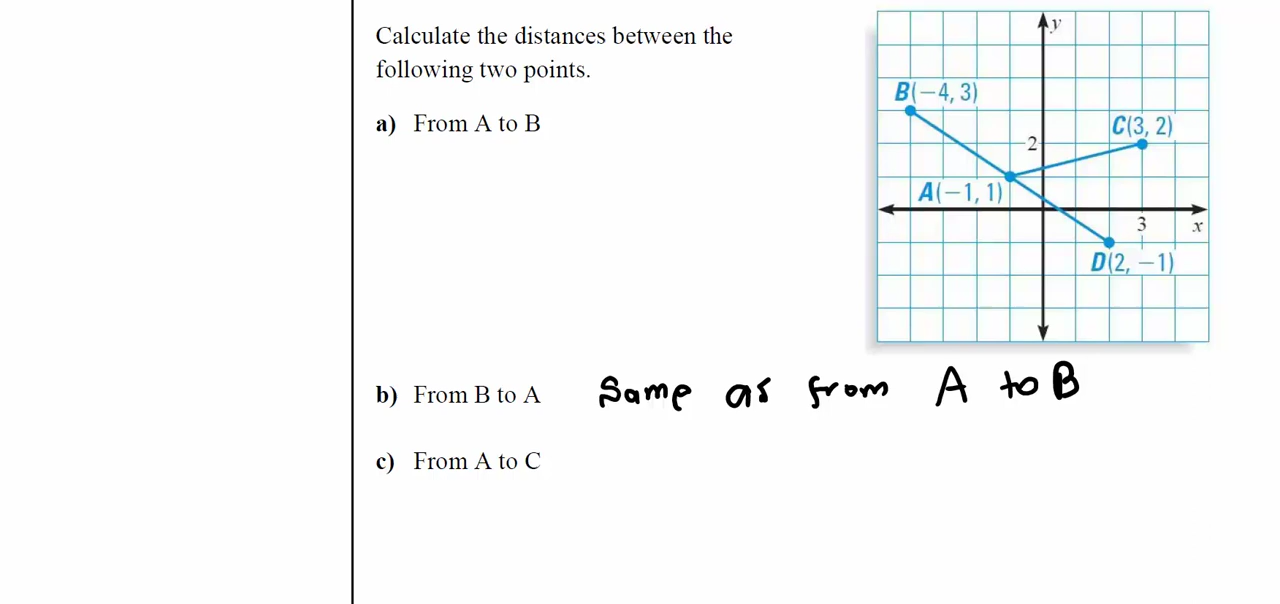 Calculate the distances between the
following two points.
a) From A to B
y
B(−4, 3)
C(3, 2)
2
A(−1, 1)
3
x
D(2, −1)
b) From B to A Same as from A to B
c) From A to C